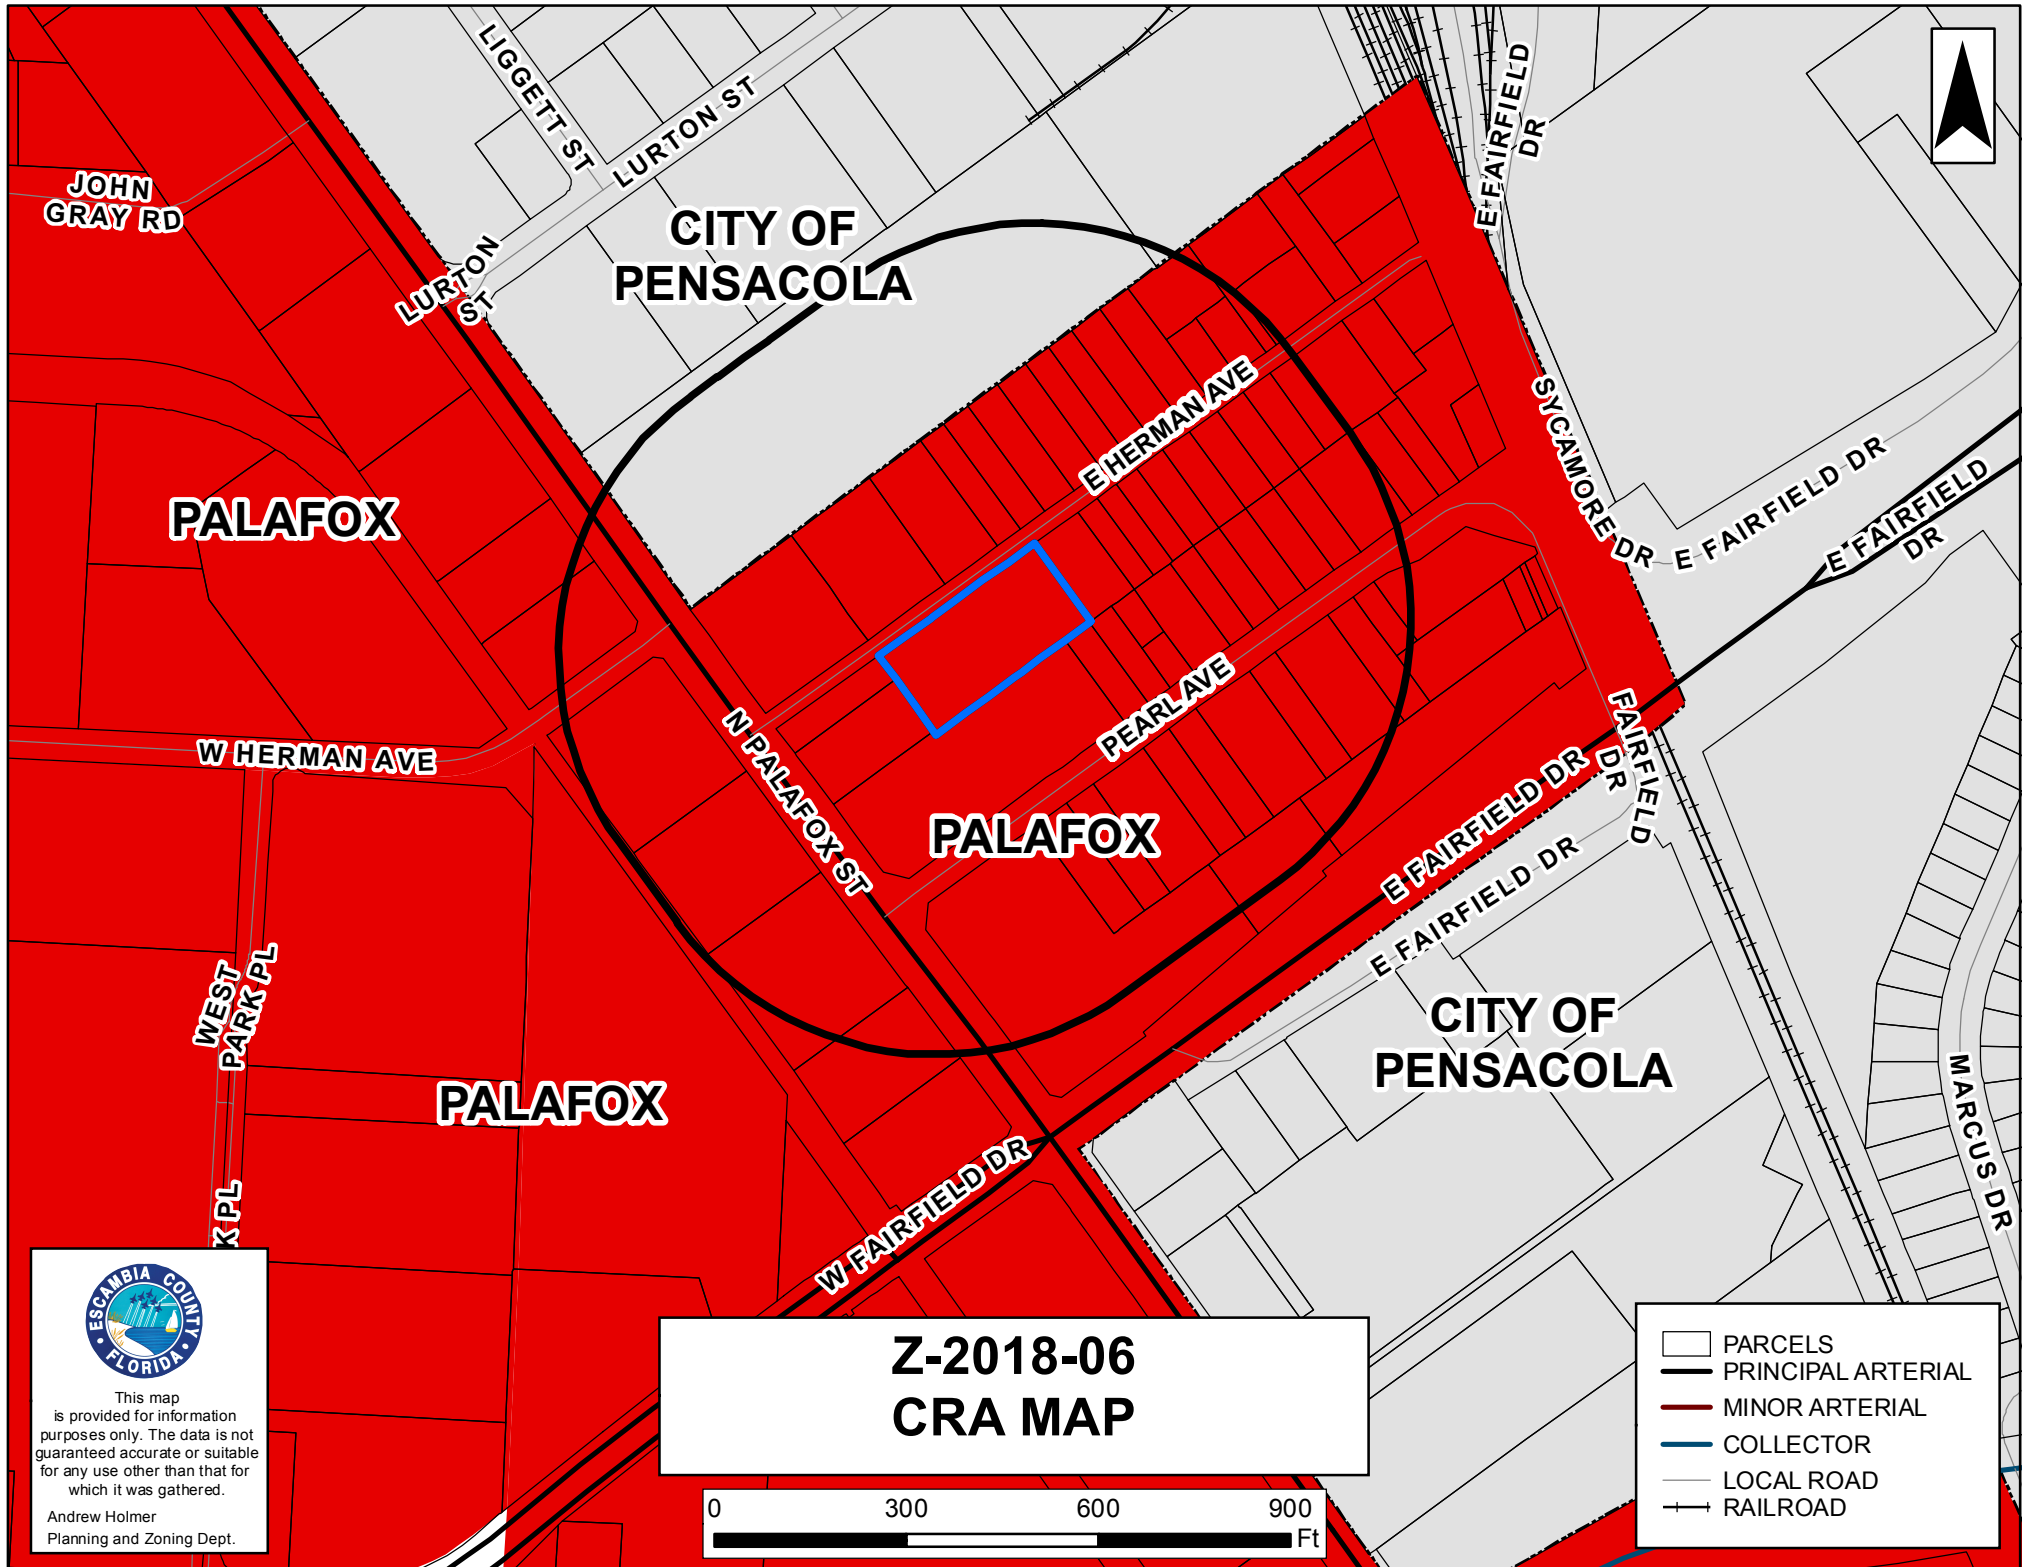 LIGGETT ST
LURTON ST
E FAIRFIELD
DR
JOHN
GRAY RD
CITY OF
PENSACOLA
LURTON
ST
E HERMAN AVE
SYCAMORE DR
E FAIRFIELD DR
E FAIRFIELD
DR
PALAFOX
W HERMAN AVE
N PALAFOX ST
PEARL AVE
FAIRFIELD
DR
PALAFOX
E FAIRFIELD DR
E FAIRFIELD DR
WEST
PARK PL
CITY OF
PENSACOLA
PALAFOX
MARCUS DR
K PL
W FAIRFIELD DR
ESCAMBIA COUNTY
FLORIDA
This map
is provided for information
purposes only. The data is not
guaranteed accurate or suitable
for any use other than that for
which it was gathered.
Andrew Holmer
Planning and Zoning Dept.
Z-2018-06
CRA MAP
0 300 600 900
Ft
PARCELS
PRINCIPAL ARTERIAL
MINOR ARTERIAL
COLLECTOR
LOCAL ROAD
RAILROAD